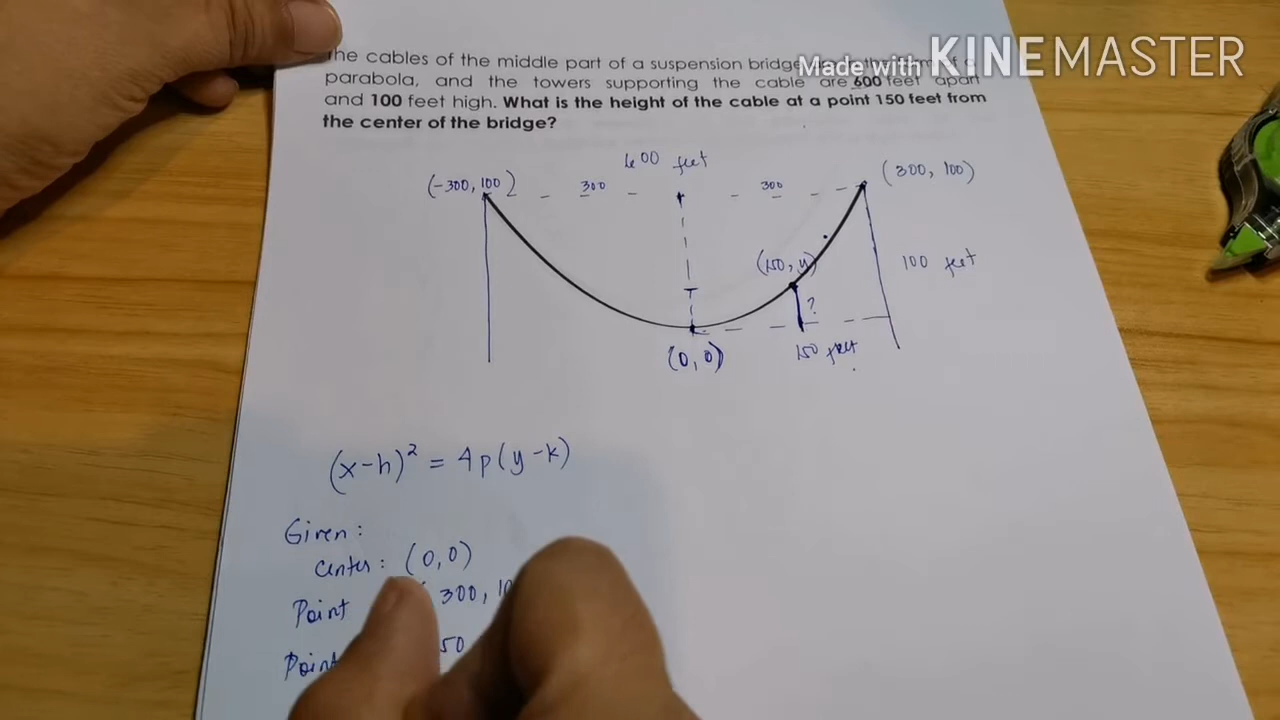 Made with KINEMASTER
The cables of the middle part of a suspension bridge
parabola, and the towers supporting the cable are 600 feet apart
and 100 feet high. What is the height of the cable at a point 150 feet from
the center of the bridge?
600 feet
(-300, 100) 300 300 (300, 100)
(150, y) 100 feet
?
(0, 0) 150 feet
(x-h)² = 4p(y-k)
Given:
Center: (0,0)
Point 300, 10
Point 50